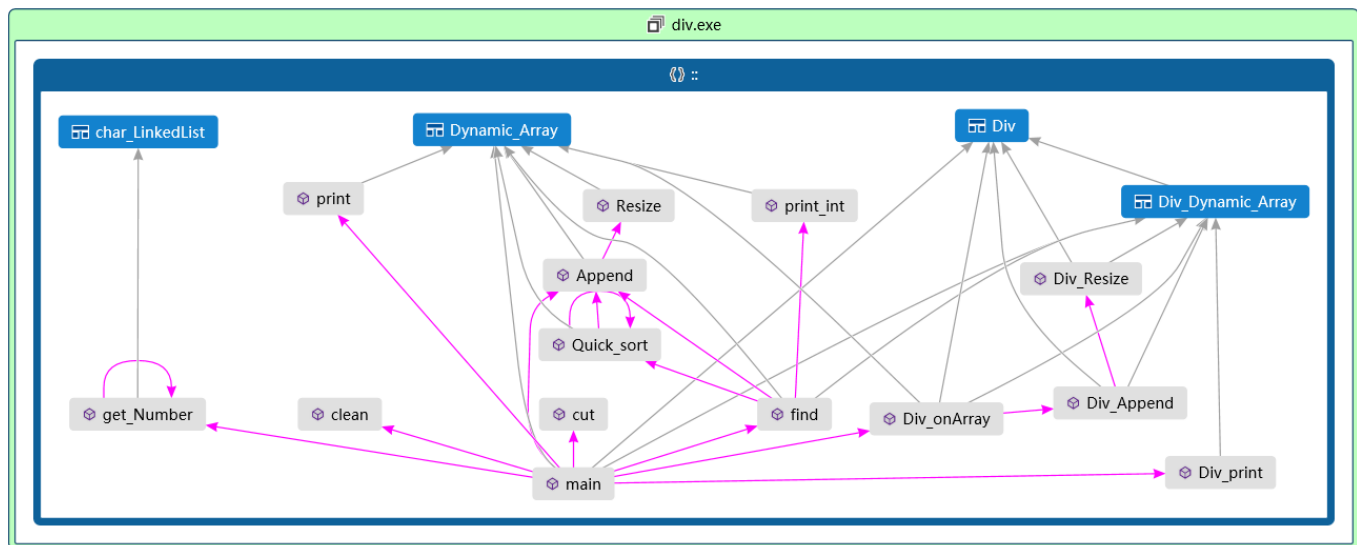 div.exe
::
char_LinkedList
Dynamic_Array
Div
print
Resize
print_int
Div_Dynamic_Array
Append
Div_Resize
Quick_sort
get_Number
clean
cut
find
Div_onArray
Div_Append
main
Div_print